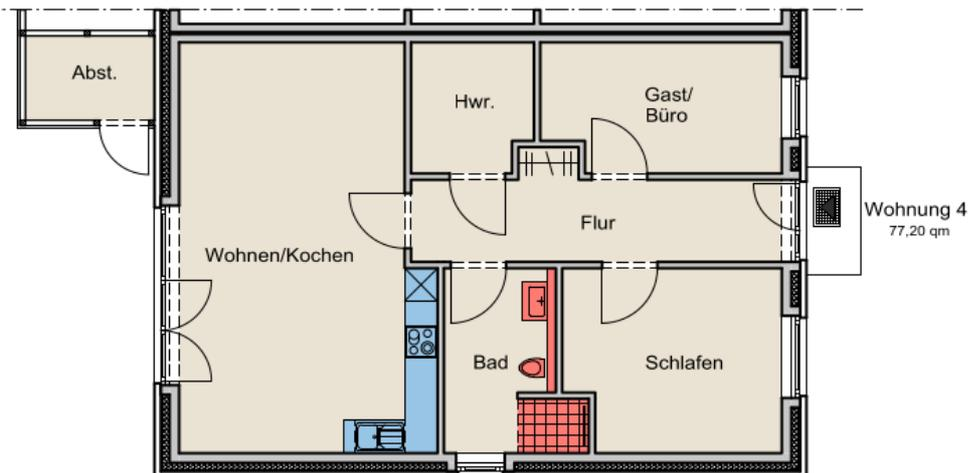 Abst.
Hwr.
Gast/
Büro
Flur
Wohnung 4
77,20 qm
Wohnen/Kochen
Bad
Schlafen